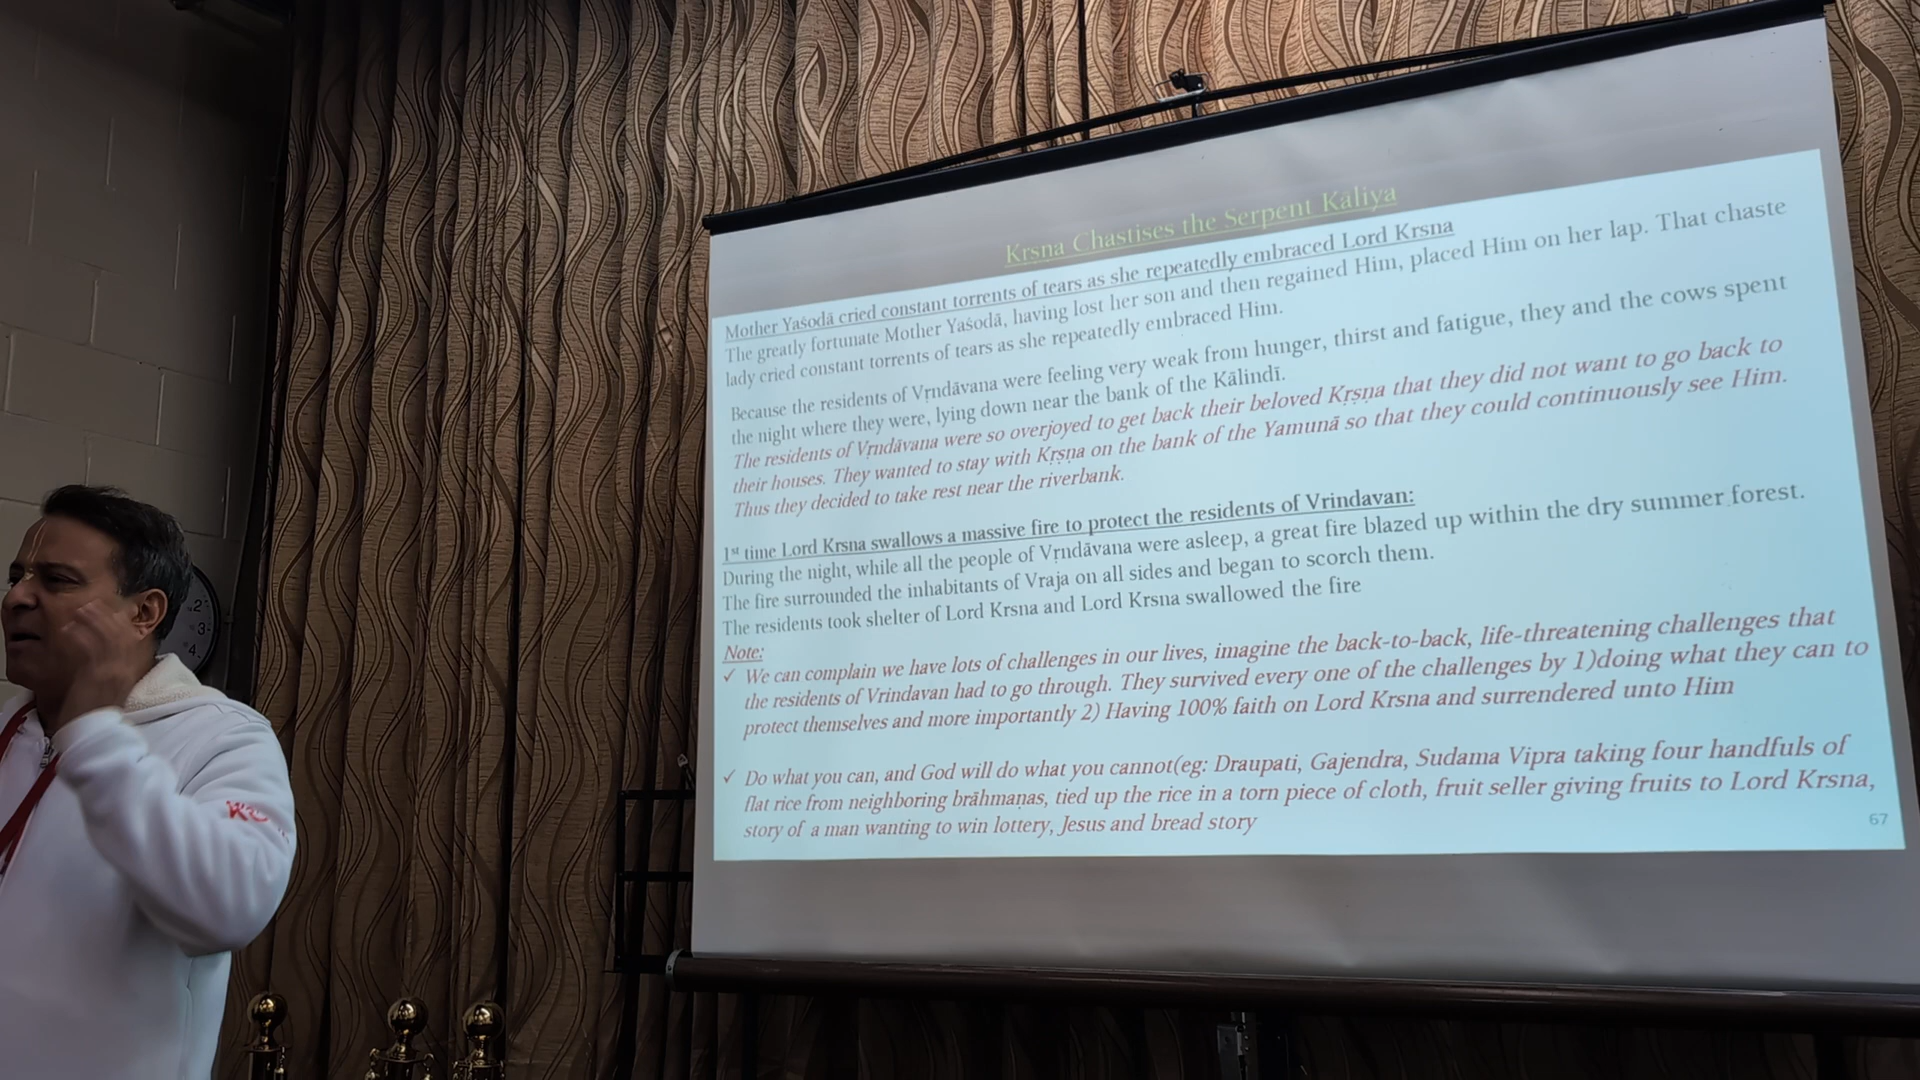 Krsna Chastises the Serpent Kāliya
Mother Yaśodā cried constant torrents of tears as she repeatedly embraced Lord Krsna
The greatly fortunate Mother Yaśodā, having lost her son and then regained Him, placed Him on her lap. That chaste
lady cried constant torrents of tears as she repeatedly embraced Him.
Because the residents of Vṛndāvana were feeling very weak from hunger, thirst and fatigue, they and the cows spent
the night where they were, lying down near the bank of the Kālindī.
The residents of Vṛndāvana were so overjoyed to get back their beloved Kṛṣṇa that they did not want to go back to
their houses. They wanted to stay with Kṛṣṇa on the bank of the Yamunā so that they could continuously see Him.
Thus they decided to take rest near the riverbank.
1st time Lord Krsna swallows a massive fire to protect the residents of Vrindavan:
During the night, while all the people of Vṛndāvana were asleep, a great fire blazed up within the dry summer forest.
The fire surrounded the inhabitants of Vraja on all sides and began to scorch them.
The residents took shelter of Lord Krsna and Lord Krsna swallowed the fire
Note:
✓ We can complain we have lots of challenges in our lives, imagine the back-to-back, life-threatening challenges that
the residents of Vrindavan had to go through. They survived every one of the challenges by 1)doing what they can to
protect themselves and more importantly 2) Having 100% faith on Lord Krsna and surrendered unto Him
✓ Do what you can, and God will do what you cannot(eg: Draupati, Gajendra, Sudama Vipra taking four handfuls of
flat rice from neighboring brāhmaṇas, tied up the rice in a torn piece of cloth, fruit seller giving fruits to Lord Krsna,
story of a man wanting to win lottery, Jesus and bread story
67
2
3
4